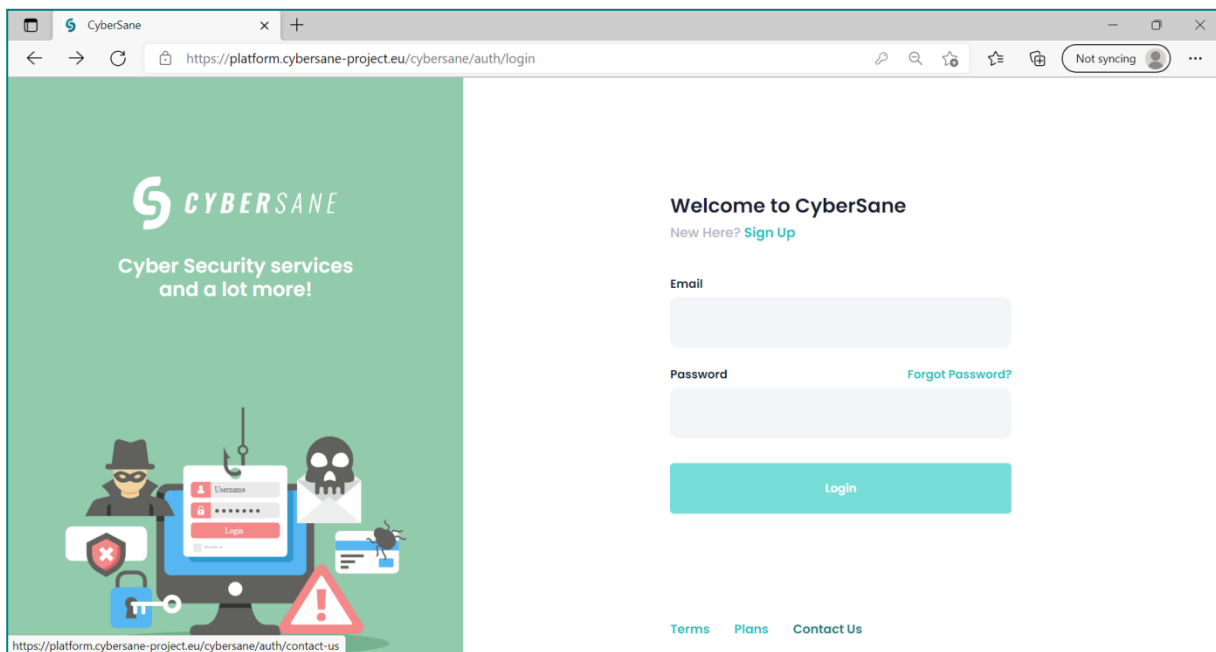 CyberSane
https://platform.cybersane-project.eu/cybersane/auth/login
Not syncing
CYBERSANE
Cyber Security services
and a lot more!
Username
Login
Welcome to CyberSane
New Here? Sign Up
Email
Password Forgot Password?
Login
Terms Plans Contact Us
https://platform.cybersane-project.eu/cybersane/auth/contact-us